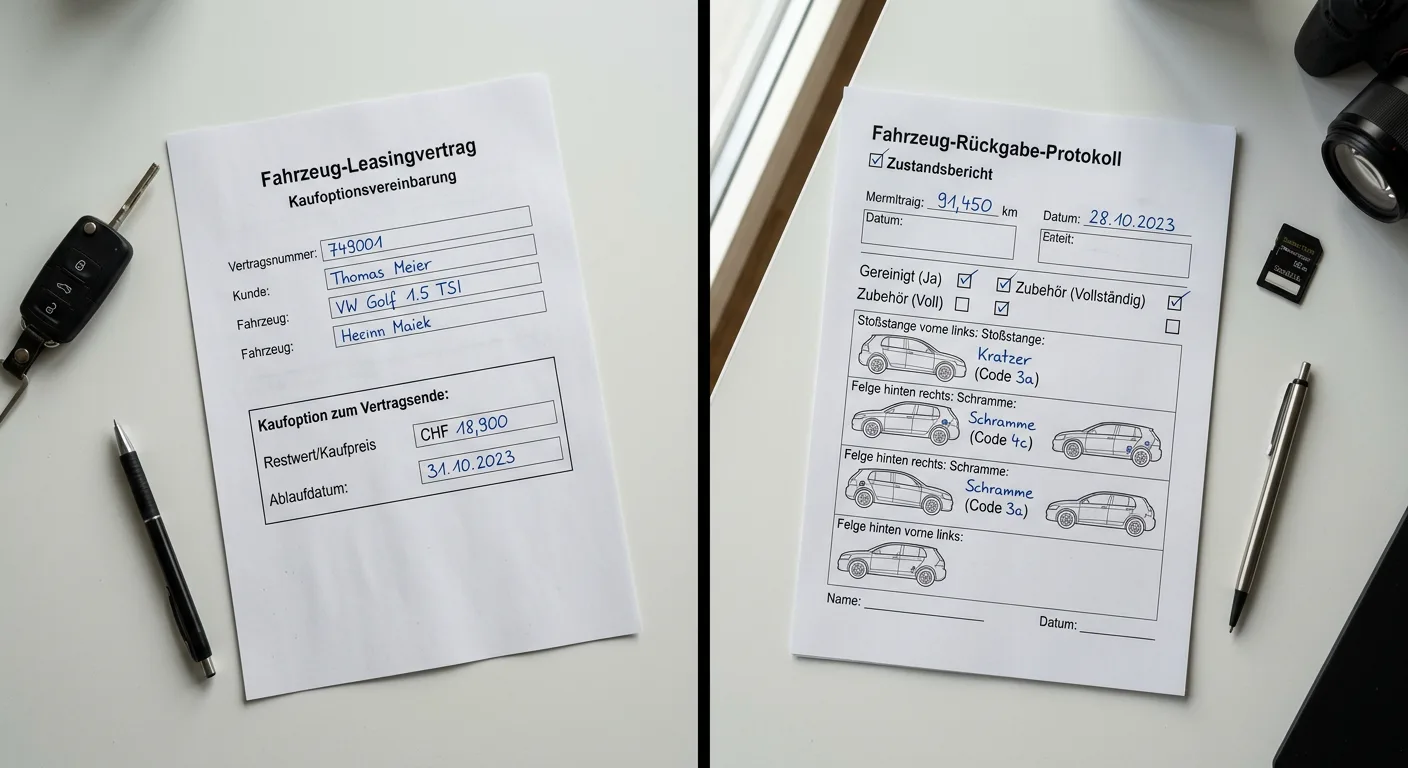 Fahrzeug-Leasingvertrag
Kaufoptionsvereinbarung
Vertragsnummer: 749001
Kunde: Thomas Meier
Fahrzeug: VW Golf 1.5 TSI
Fahrzeug: Heeinn Maiek
Kaufoption zum Vertragsende:
Restwert/Kaufpreis CHF 18,900
Ablaufdatum: 31.10.2023
Fahrzeug-Rückgabe-Protokoll
Zustandsbericht
Mermltraig: 91,450 km Datum: 28.10.2023
Datum: Eateit:
Gereinigt (Ja) Zubehör (Vollständig)
Zubehör (Voll)
Stoßstange vorne links: Stoßstange:
Kratzer
(Code 3a)
Felge hinten rechts: Schramme:
Schramme
(Code 4c)
Felge hinten rechts: Schramme:
Schramme
(Code 3a)
Felge hinten vorne links:
Name: Datum: